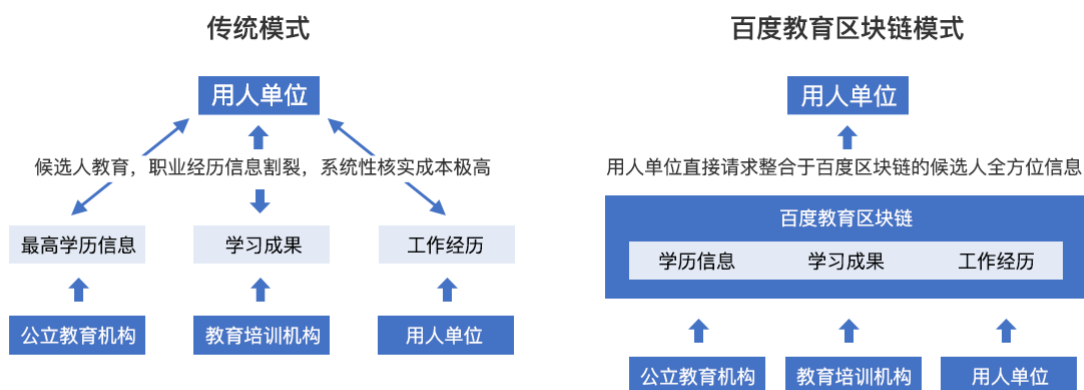 传统模式
用人单位
候选人教育，职业经历信息割裂，系统性核实成本极高
最高学历信息
学习成果
工作经历
公立教育机构
教育培训机构
用人单位
百度教育区块链模式
用人单位
用人单位直接请求整合于百度区块链的候选人全方位信息
百度教育区块链
学历信息
学习成果
工作经历
公立教育机构
教育培训机构
用人单位